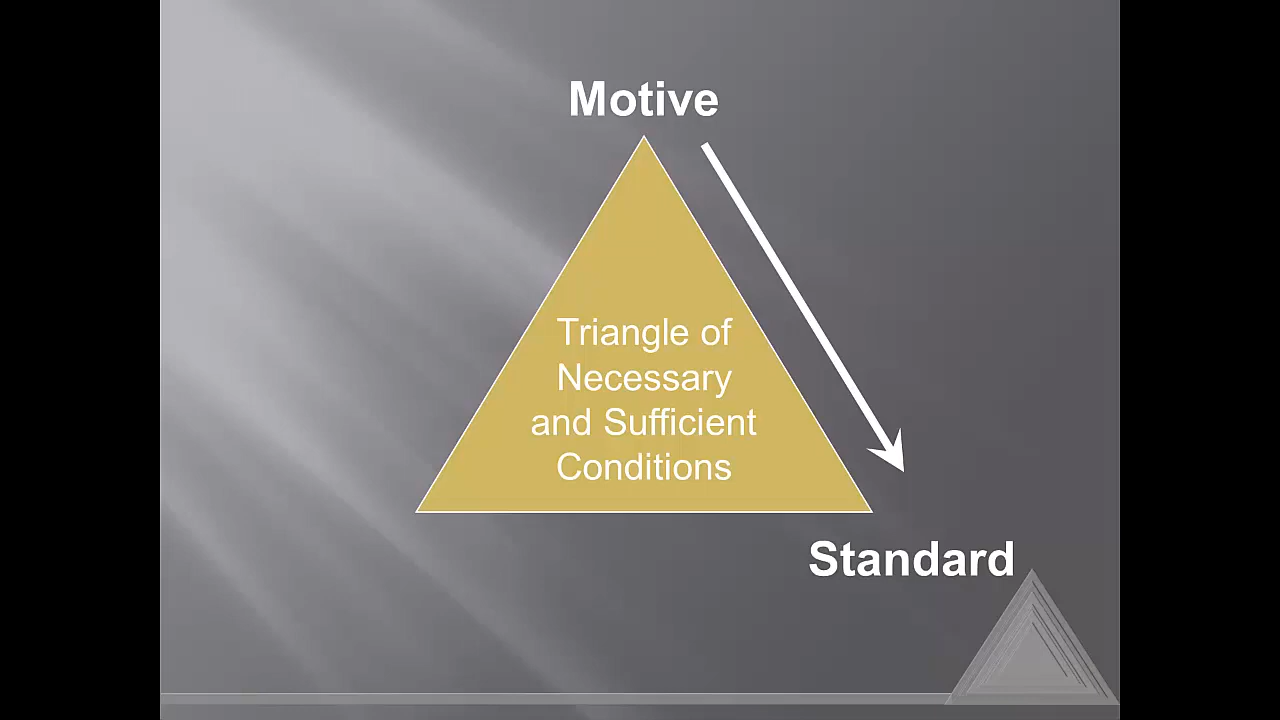 Motive
Triangle of
Necessary
and Sufficient
Conditions
Standard